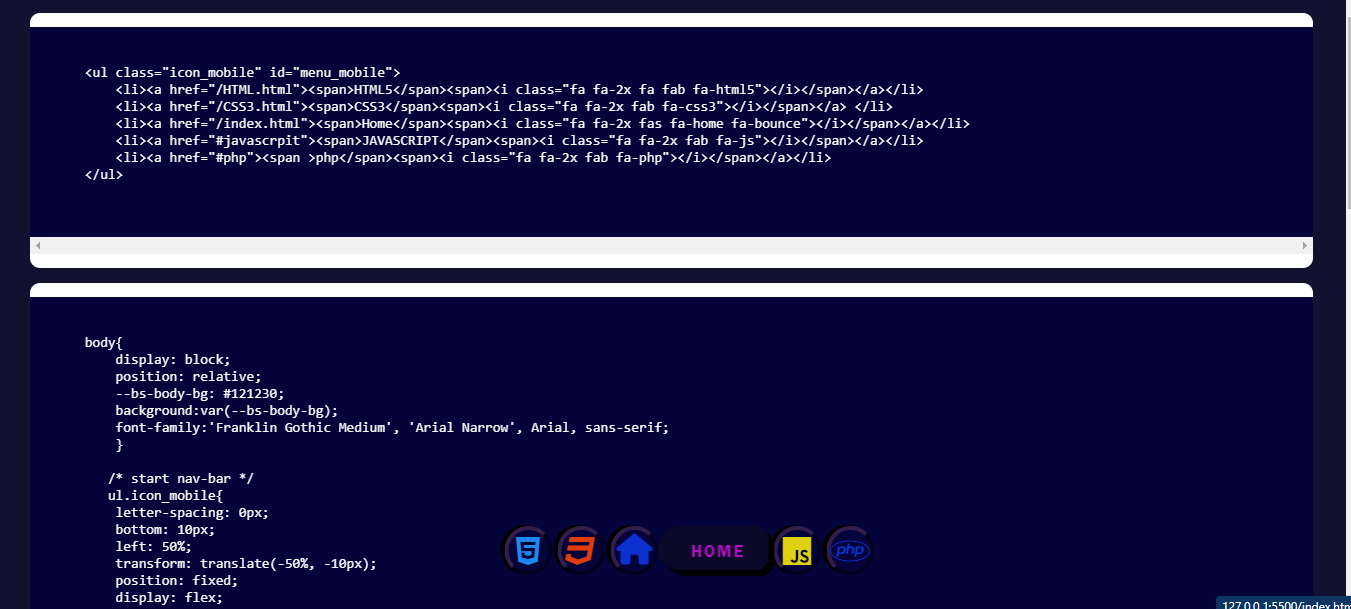 <ul class="icon_mobile" id="menu_mobile">
    <li><a href="/HTML.html"><span>HTML5</span><span><i class="fa fa-2x fa fab fa-html5"></i></span></a></li>
    <li><a href="/CSS3.html"><span>CSS3</span><span><i class="fa fa-2x fab fa-css3"></i></span></a> </li>
    <li><a href="/index.html"><span>Home</span><span><i class="fa fa-2x fas fa-home fa-bounce"></i></span></a></li>
    <li><a href="#javascrpit"><span>JAVASCRIPT</span><span><i class="fa fa-2x fab fa-js"></i></span></a></li>
    <li><a href="#php"><span >php</span><span><i class="fa fa-2x fab fa-php"></i></span></a></li>
</ul>
body{
    display: block;
    position: relative;
    --bs-body-bg: #121230;
    background:var(--bs-body-bg);
    font-family:'Franklin Gothic Medium', 'Arial Narrow', Arial, sans-serif;
    }
   /* start nav-bar */
   ul.icon_mobile{
    letter-spacing: 0px;
    bottom: 10px;
    left: 50%;
    transform: translate(-50%, -10px);
    position: fixed;
    display: flex;
5 HOME JS php
127.0.0.1:5500/index.htm